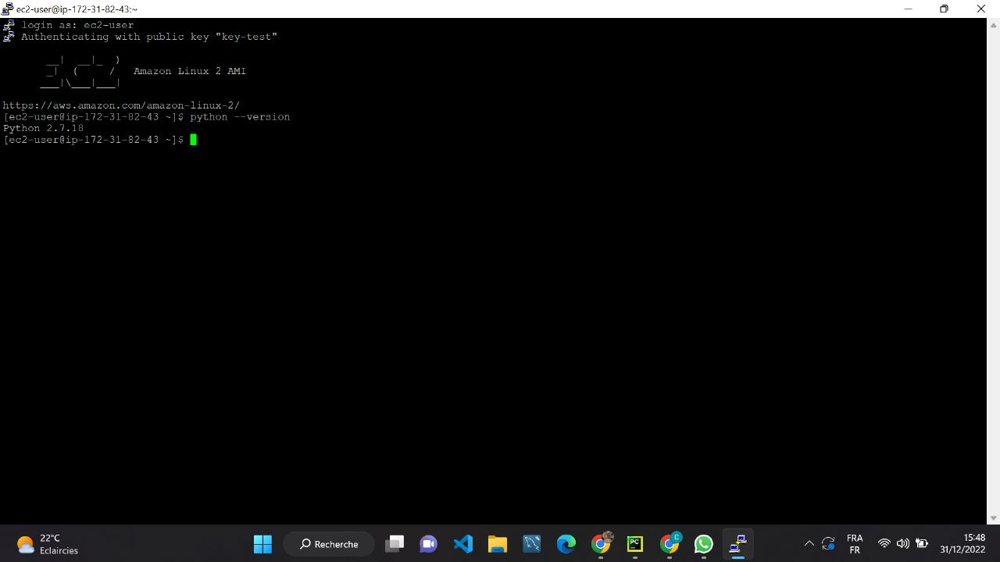 ec2-user@ip-172-31-82-43:~
login as: ec2-user
Authenticating with public key "key-test"
__|  __|_  )
_|  (     /   Amazon Linux 2 AMI
___|\___|___|
https://aws.amazon.com/amazon-linux-2/
[ec2-user@ip-172-31-82-43 ~]$ python --version
Python 2.7.18
[ec2-user@ip-172-31-82-43 ~]$
22°C
Eclaircies
Recherche
PC
C
FRA
FR
15:48
31/12/2022